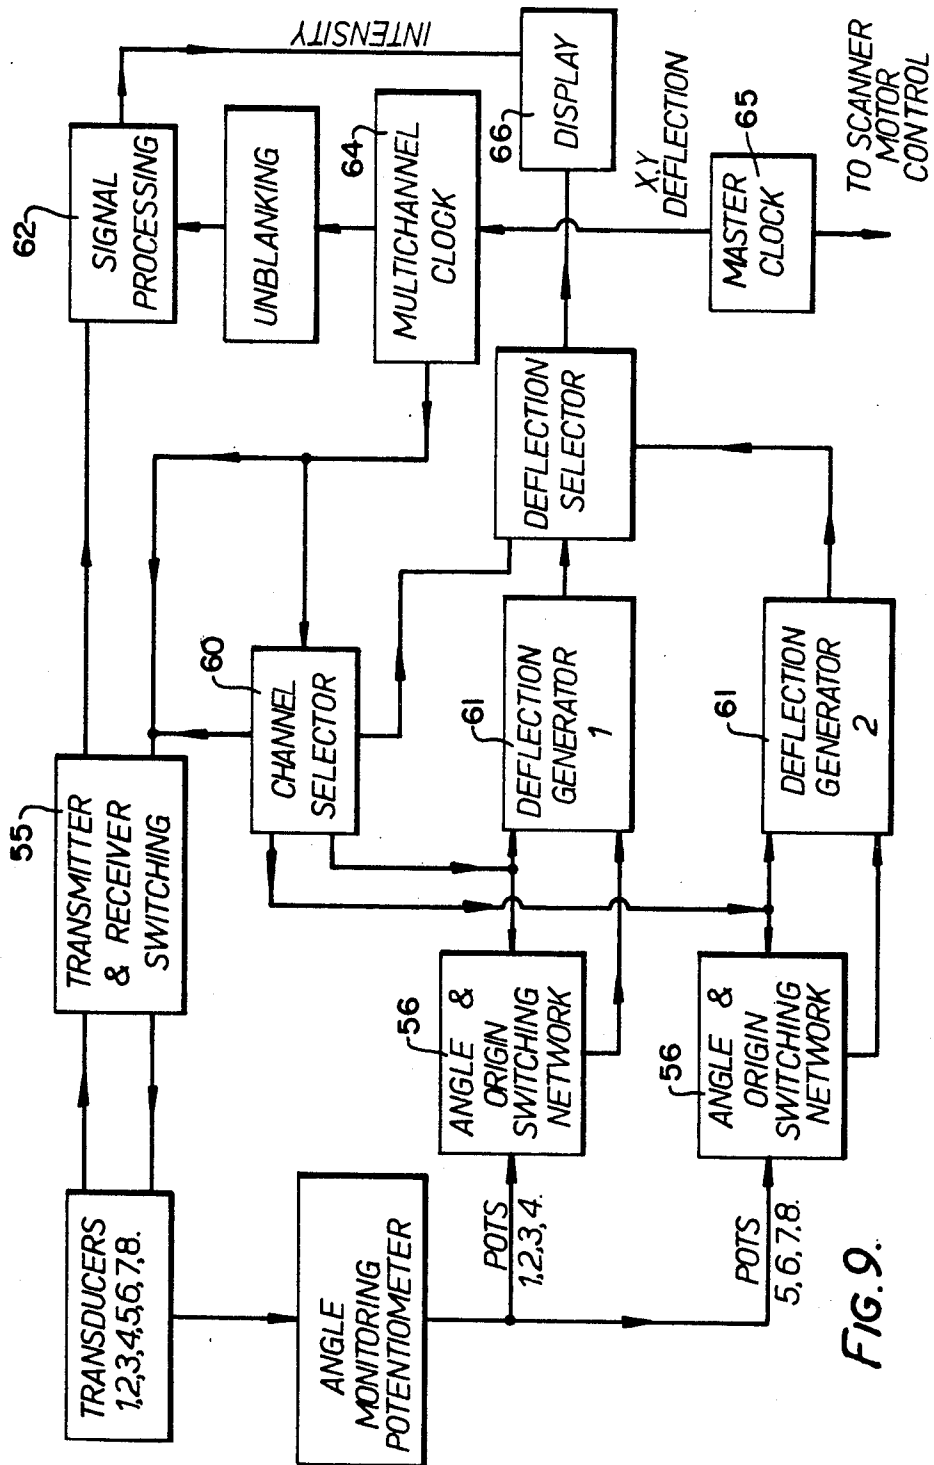 TRANSDUCERS
1,2,3,4,5,6,7,8.
55
TRANSMITTER
& RECEIVER
SWITCHING
62
SIGNAL
PROCESSING
INTENSITY
UNBLANKING
64
MULTICHANNEL
CLOCK
66
DISPLAY
X,Y
DEFLECTION
65
MASTER
CLOCK
TO SCANNER
MOTOR
CONTROL
60
CHANNEL
SELECTOR
DEFLECTION
SELECTOR
ANGLE
MONITORING
POTENTIOMETER
POTS
1,2,3,4.
56
ANGLE &
ORIGIN
SWITCHING
NETWORK
61
DEFLECTION
GENERATOR
1
POTS
5,6,7,8.
56
ANGLE &
ORIGIN
SWITCHING
NETWORK
61
DEFLECTION
GENERATOR
2
FIG. 9.